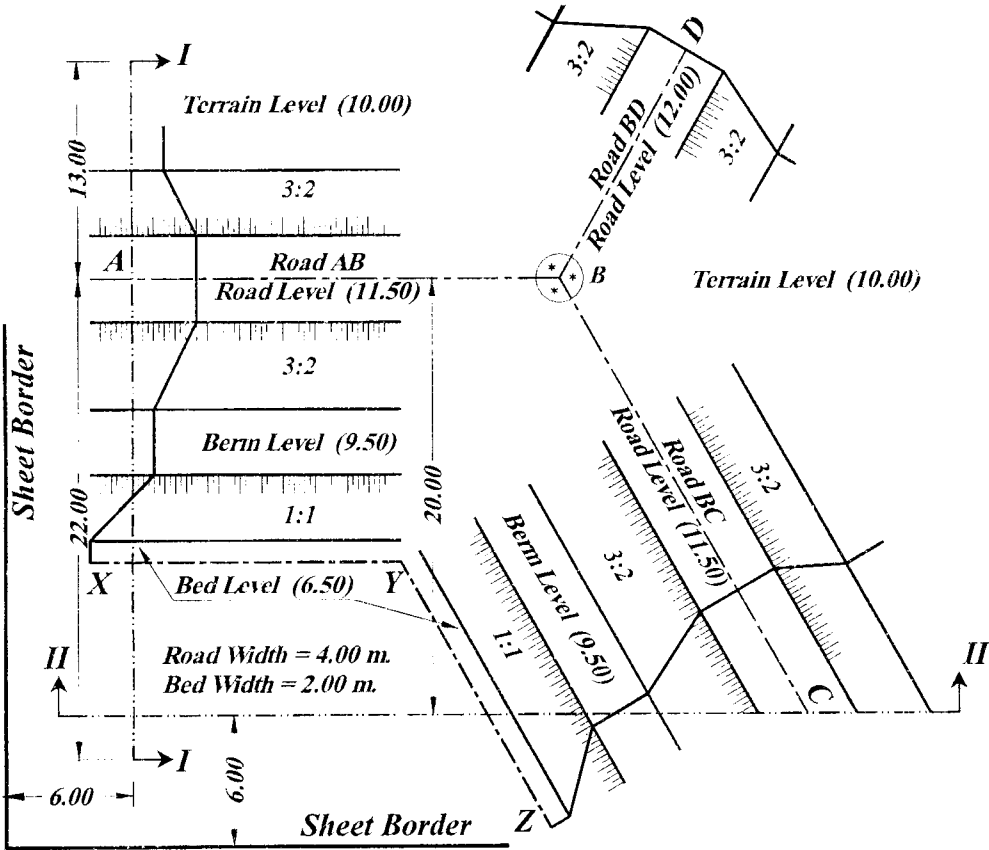 I
D
Terrain Level (10.00)
3:2
13.00
3:2
3:2
Road BD
Road Level (12.00)
A
Road AB
B
Road Level (11.50)
Terrain Level (10.00)
3:2
Sheet Border
Berm Level (9.50)
20.00
22.00
1:1
Road BC
Road Level (11.50)
3:2
Berm Level (9.50)
3:2
1:1
X
Bed Level (6.50)
Y
II
Road Width = 4.00 m.
Bed Width = 2.00 m.
C
II
I
6.00
6.00
Sheet Border
Z